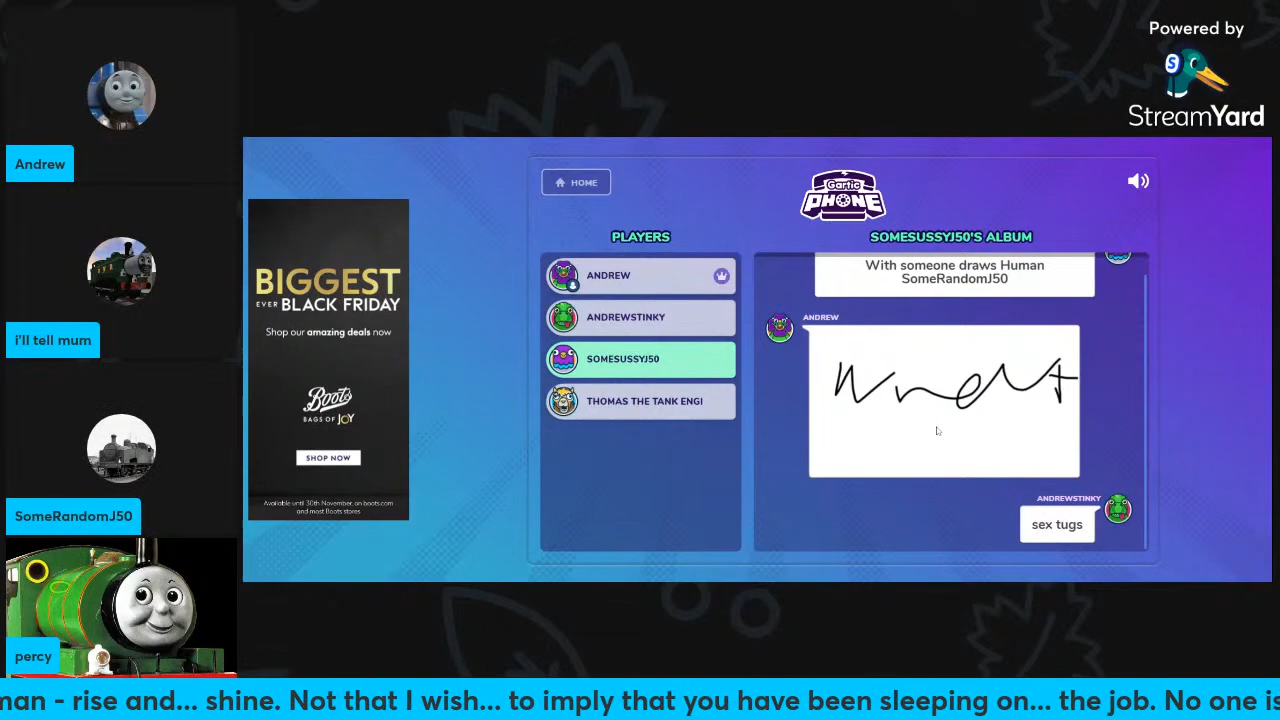 Powered by
StreamYard
Andrew
i'll tell mum
SomeRandomJ50
percy
BIGGEST
EVER BLACK FRIDAY
Shop our amazing deals now
Boots
BAGS OF JOY
SHOP NOW
Available until 30th November, on boots.com
and most Boots stores
HOME
Gartic
PHONE
PLAYERS
ANDREW
ANDREWSTINKY
SOMESUSSYJ50
THOMAS THE TANK ENGI
SOMESUSSYJ50'S ALBUM
With someone draws Human
SomeRandomJ50
ANDREW
ANDREWSTINKY
sex tugs
man - rise and... shine. Not that I wish... to imply that you have been sleeping on... the job. No one is